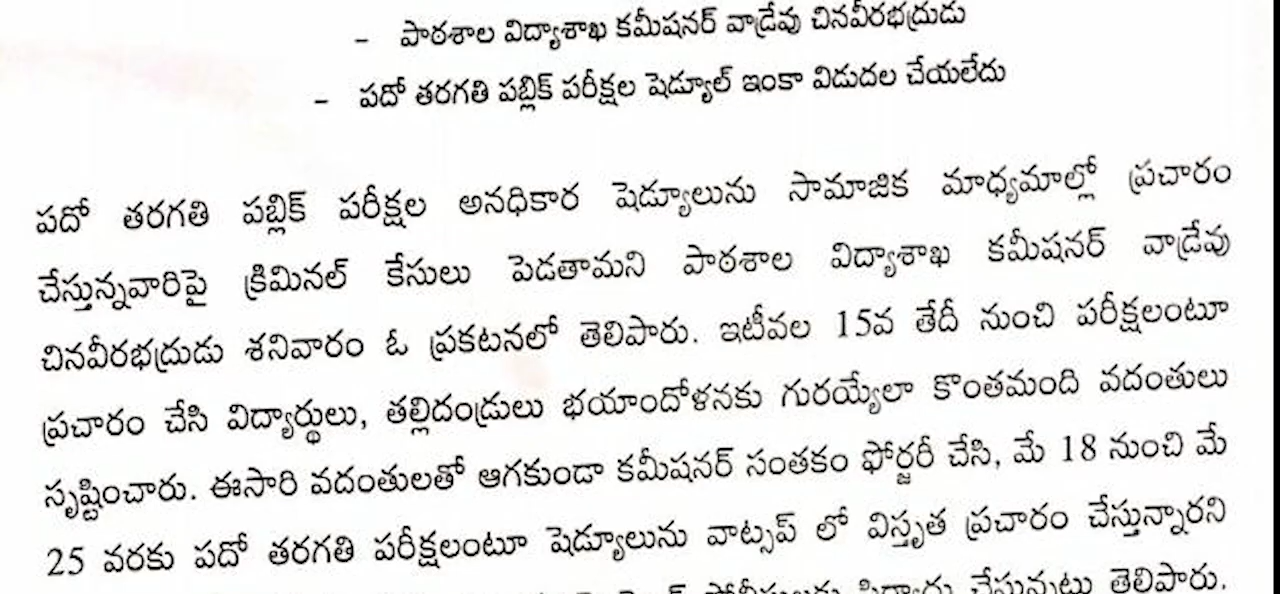 - పాఠశాల విద్యాశాఖ కమీషనర్ వాడ్రేవు చినవీరభద్రుడు
- పదో తరగతి పబ్లిక్ పరీక్షల షెడ్యూల్ ఇంకా విడుదల చేయలేదు
పదో తరగతి పబ్లిక్ పరీక్షల అనధికార షెడ్యూలును సామాజిక మాధ్యమాల్లో ప్రచారం
చేస్తున్నవారిపై క్రిమినల్ కేసులు పెడతామని పాఠశాల విద్యాశాఖ కమీషనర్ వాడ్రేవు
చినవీరభద్రుడు శనివారం ఓ ప్రకటనలో తెలిపారు. ఇటీవల 15వ తేదీ నుంచి పరీక్షలంటూ
ప్రచారం చేసి విద్యార్థులు, తల్లిదండ్రులు భయాందోళనకు గురయ్యేలా కొంతమంది వదంతులు
సృష్టించారు. ఈసారి వదంతులతో ఆగకుండా కమీషనర్ సంతకం ఫోర్జరీ చేసి, మే 18 నుంచి మే
25 వరకు పదో తరగతి పరీక్షలంటూ షెడ్యూలును వాట్సప్ లో విస్తృత ప్రచారం చేస్తున్నారని
చేస్తున్నట్టు తెలిపారు.